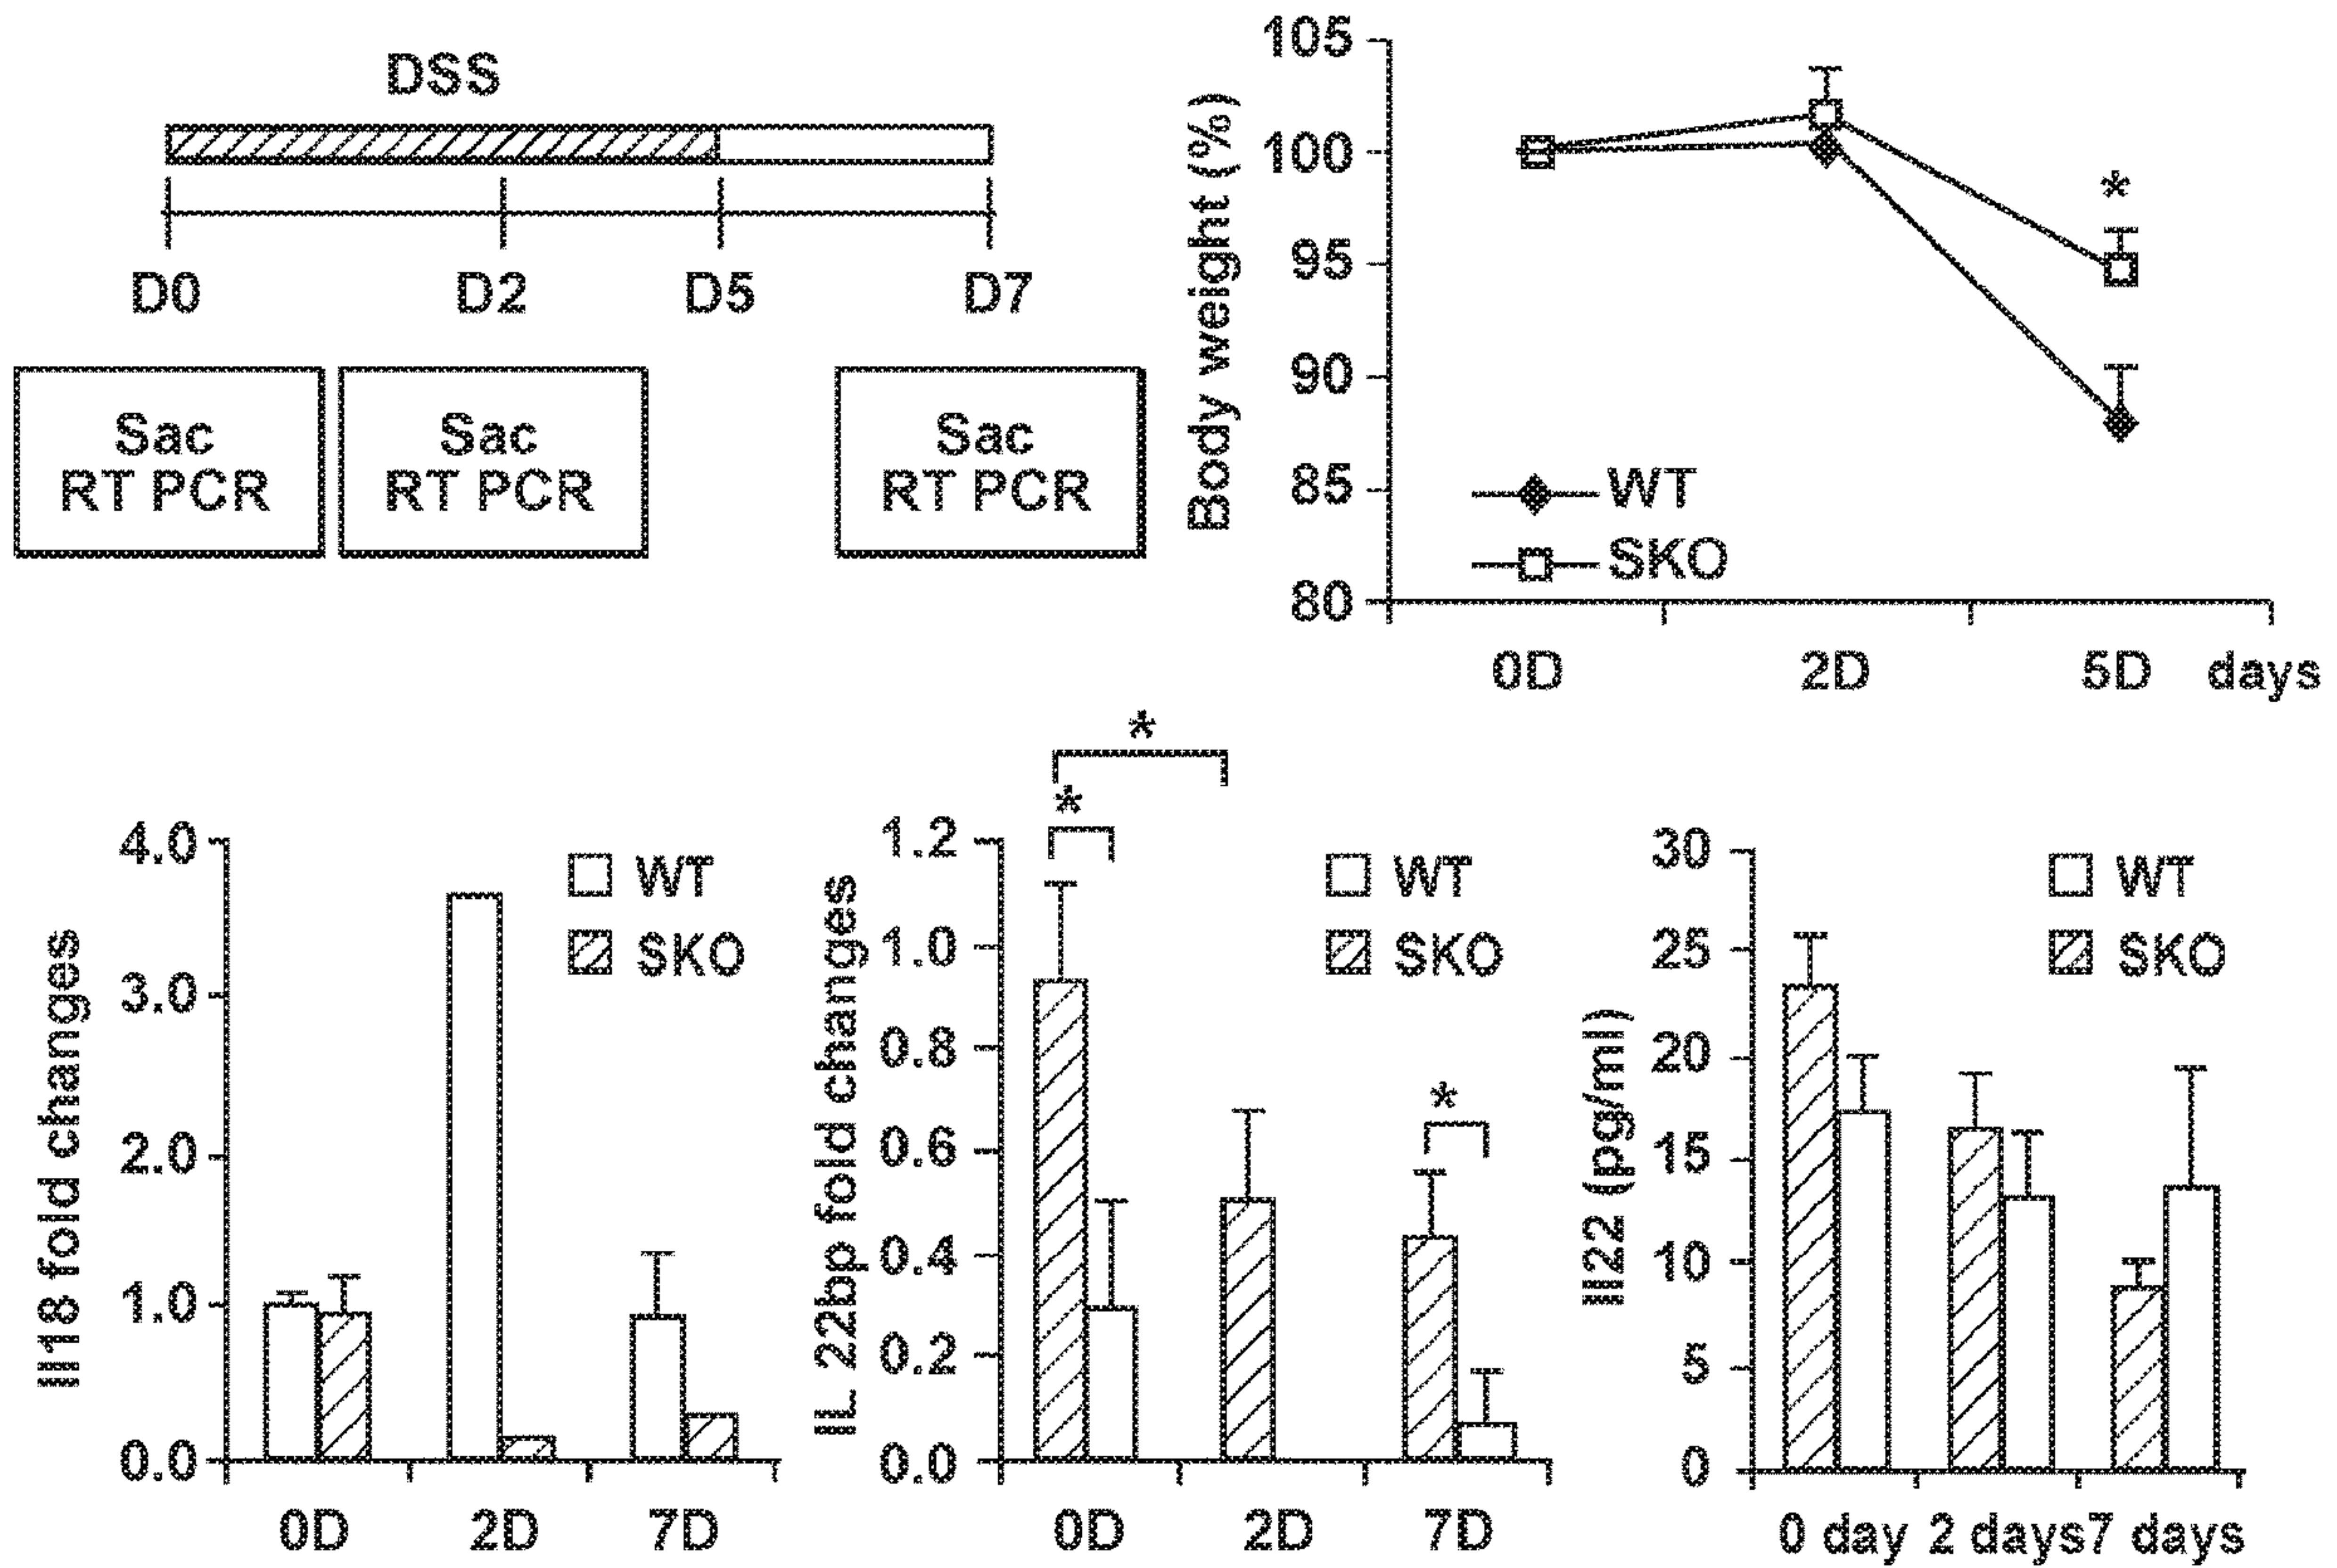 DSS
D0 D2 D5 D7
Sac
RT PCR
Sac
RT PCR
Sac
RT PCR
Body weight (%)
105
100
95
90
85
80
*
WT
SKO
0D 2D 5D days
Il18 fold changes
4.0
3.0
2.0
1.0
0.0
WT
SKO
0D 2D 7D
IL 22bp fold changes
*
*
*
1.2
1.0
0.8
0.6
0.4
0.2
0.0
WT
SKO
0D 2D 7D
Il22 (pg/ml)
30
25
20
15
10
5
0
WT
SKO
0 day 2 days 7 days